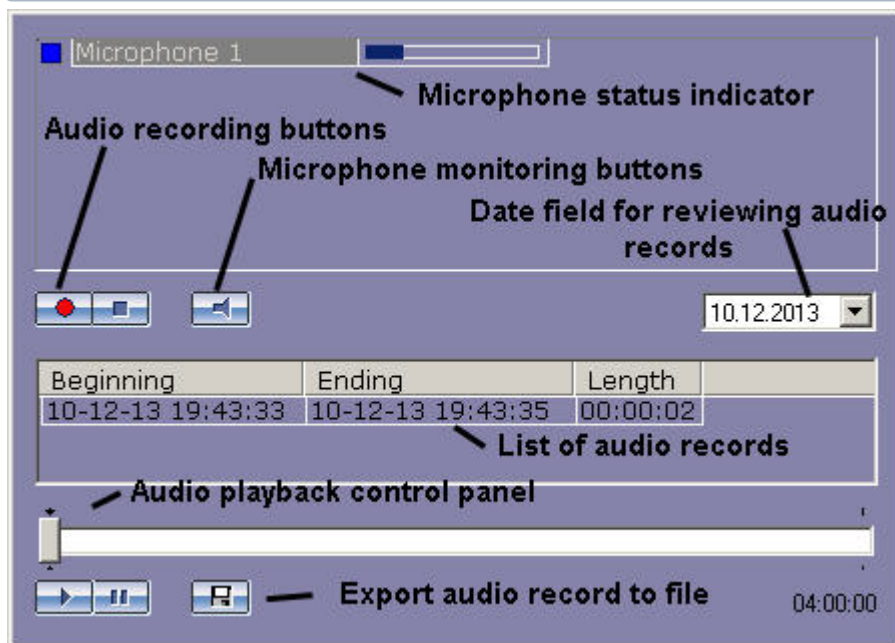 Microphone 1
Microphone status indicator
Audio recording buttons
Microphone monitoring buttons
Date field for reviewing audio
records
10.12.2013
Beginning Ending Length
10-12-13 19:43:33 10-12-13 19:43:35 00:00:02
List of audio records
Audio playback control panel
Export audio record to file
04:00:00